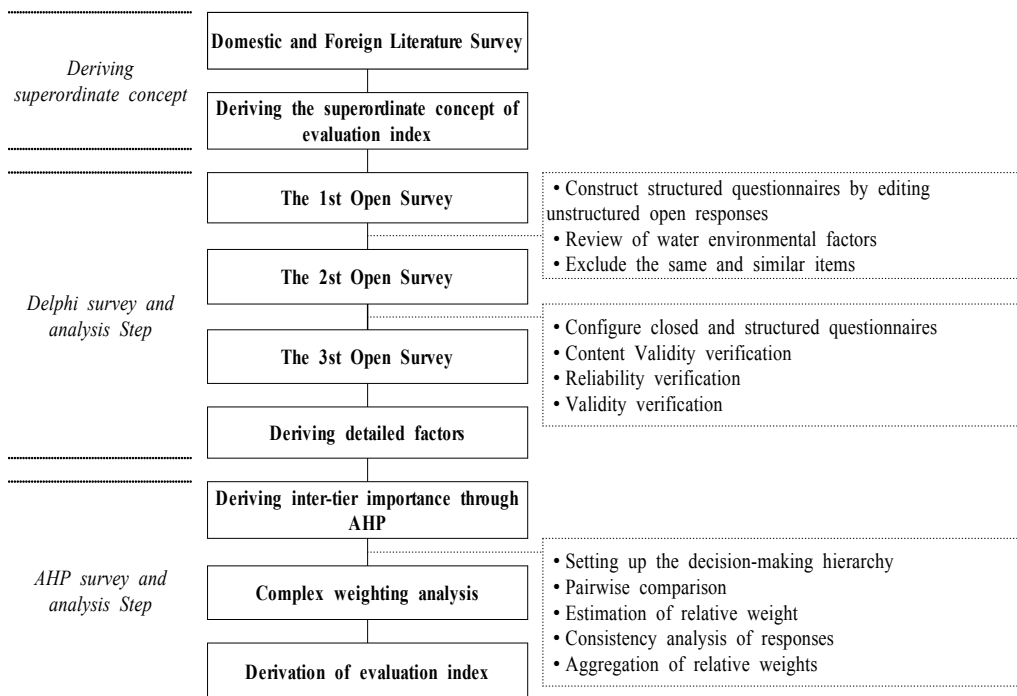 Deriving
superordinate concept
Domestic and Foreign Literature Survey
Deriving the superordinate concept of
evaluation index
Delphi survey and
analysis Step
The 1st Open Survey
• Construct structured questionnaires by editing
unstructured open responses
• Review of water environmental factors
• Exclude the same and similar items
The 2st Open Survey
The 3st Open Survey
• Configure closed and structured questionnaires
• Content Validity verification
• Reliability verification
• Validity verification
Deriving detailed factors
AHP survey and
analysis Step
Deriving inter-tier importance through
AHP
Complex weighting analysis
• Setting up the decision-making hierarchy
• Pairwise comparison
• Estimation of relative weight
• Consistency analysis of responses
• Aggregation of relative weights
Derivation of evaluation index